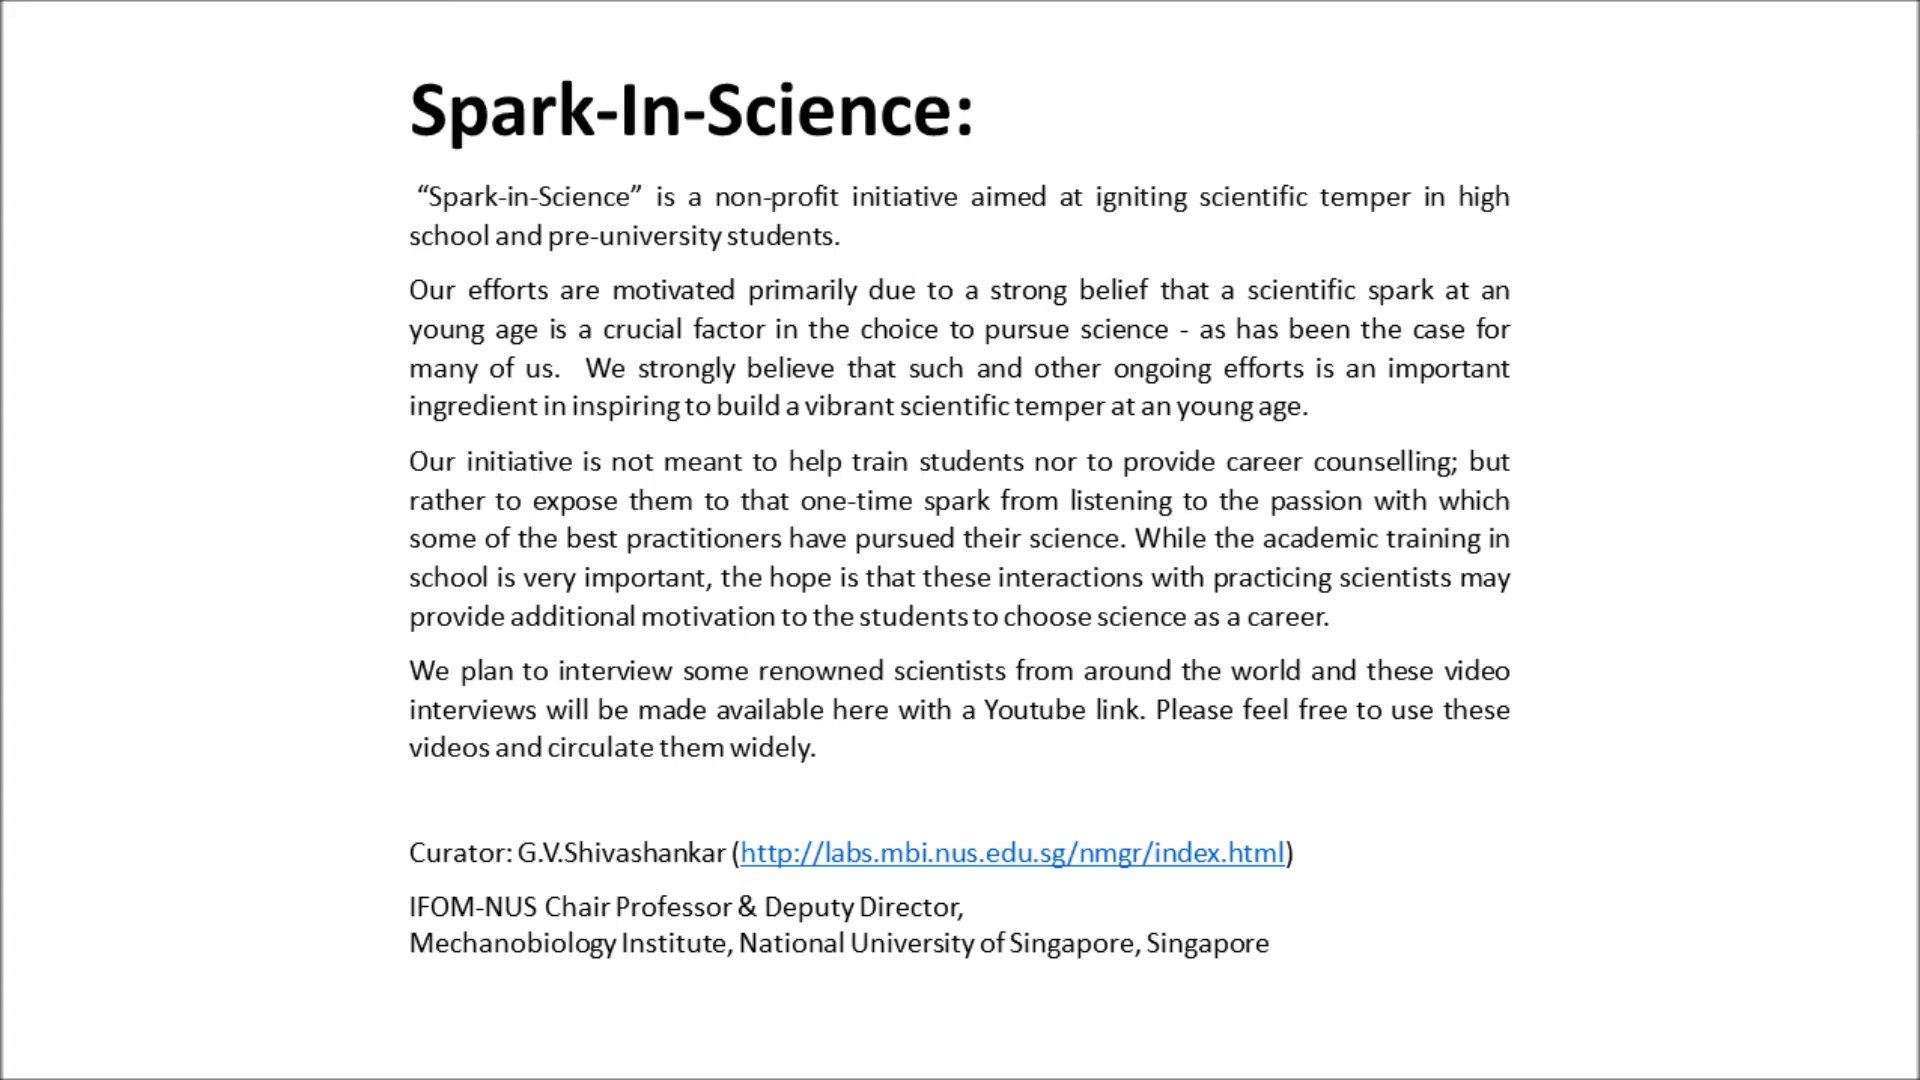 Spark-In-Science:
“Spark-in-Science” is a non-profit initiative aimed at igniting scientific temper in high
school and pre-university students.
Our efforts are motivated primarily due to a strong belief that a scientific spark at an
young age is a crucial factor in the choice to pursue science - as has been the case for
many of us.  We strongly believe that such and other ongoing efforts is an important
ingredient in inspiring to build a vibrant scientific temper at an young age.
Our initiative is not meant to help train students nor to provide career counselling; but
rather to expose them to that one-time spark from listening to the passion with which
some of the best practitioners have pursued their science. While the academic training in
school is very important, the hope is that these interactions with practicing scientists may
provide additional motivation to the students to choose science as a career.
We plan to interview some renowned scientists from around the world and these video
interviews will be made available here with a Youtube link. Please feel free to use these
videos and circulate them widely.
Curator: G.V.Shivashankar (http://labs.mbi.nus.edu.sg/nmgr/index.html)
IFOM-NUS Chair Professor & Deputy Director,
Mechanobiology Institute, National University of Singapore, Singapore